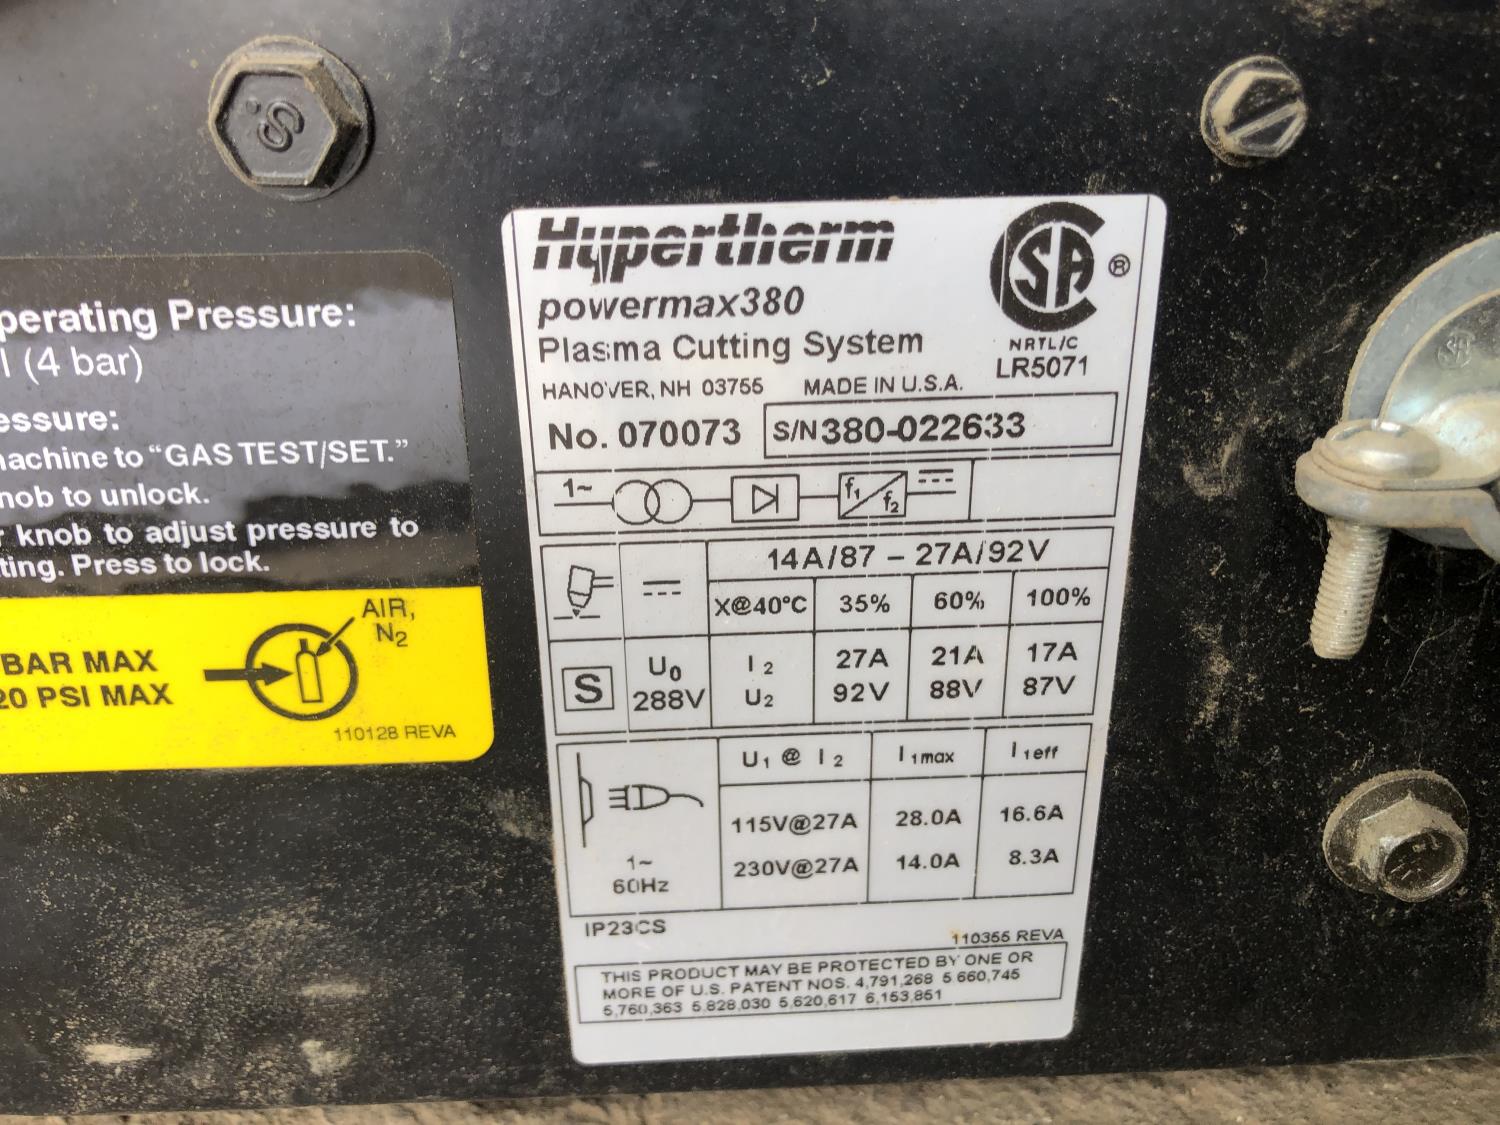 perating Pressure:
(4 bar)
essure:
machine to "GAS TEST/SET."
nob to unlock.
knob to adjust pressure to
ting. Press to lock.
BAR MAX
20 PSI MAX
AIR,
N2
110128 REVA
Hypertherm
powermax380
Plasma Cutting System
HANOVER, NH 03755 MADE IN U.S.A.
SA ®
NRTL/C
LR5071
No. 070073 S/N380-022633
1~ f1 f2
14A/87 – 27A/92V
X@40°C 35% 60% 100%
S U0 288V
I2 27A 21A 17A
U2 92V 88V 87V
U1 @ I2 I1max I1eff
115V@27A 28.0A 16.6A
230V@27A 14.0A 8.3A
1~
60Hz
IP23CS
110355 REVA
THIS PRODUCT MAY BE PROTECTED BY ONE OR
MORE OF U.S. PATENT NOS. 4,791,268 5,660,745
5,760,363 5,828,030 5,620,617 6,153,851